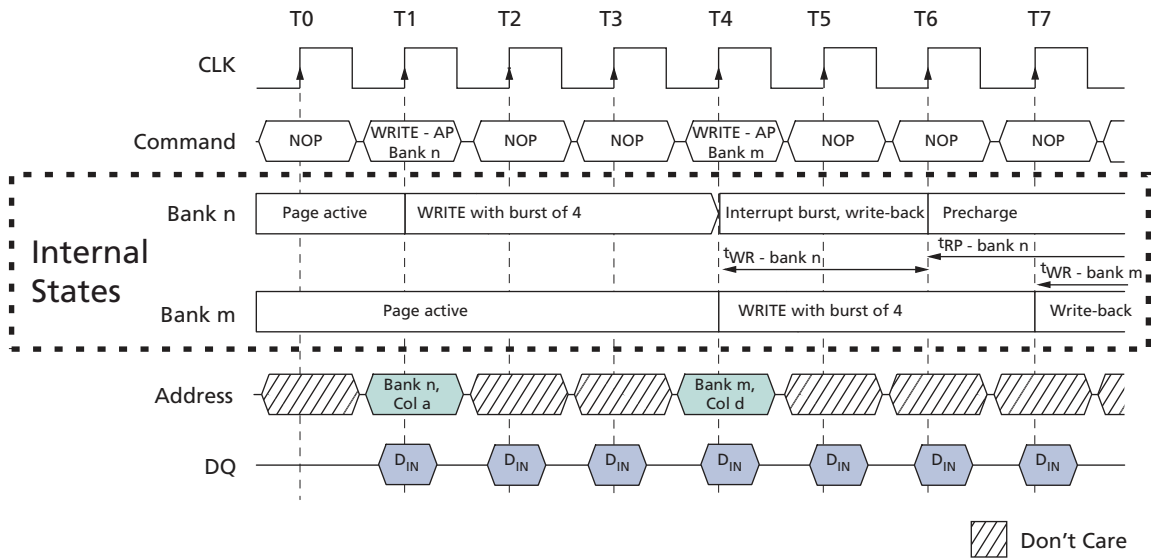 T0 T1 T2 T3 T4 T5 T6 T7
CLK
Command NOP WRITE - AP Bank n NOP NOP WRITE - AP Bank m NOP NOP NOP
Internal States
Bank n Page active WRITE with burst of 4 Interrupt burst, write-back Precharge
tWR - bank n tRP - bank n
tWR - bank m
Bank m Page active WRITE with burst of 4 Write-back
Address Bank n, Col a Bank m, Col d
DQ DIN DIN DIN DIN DIN DIN DIN
Don't Care